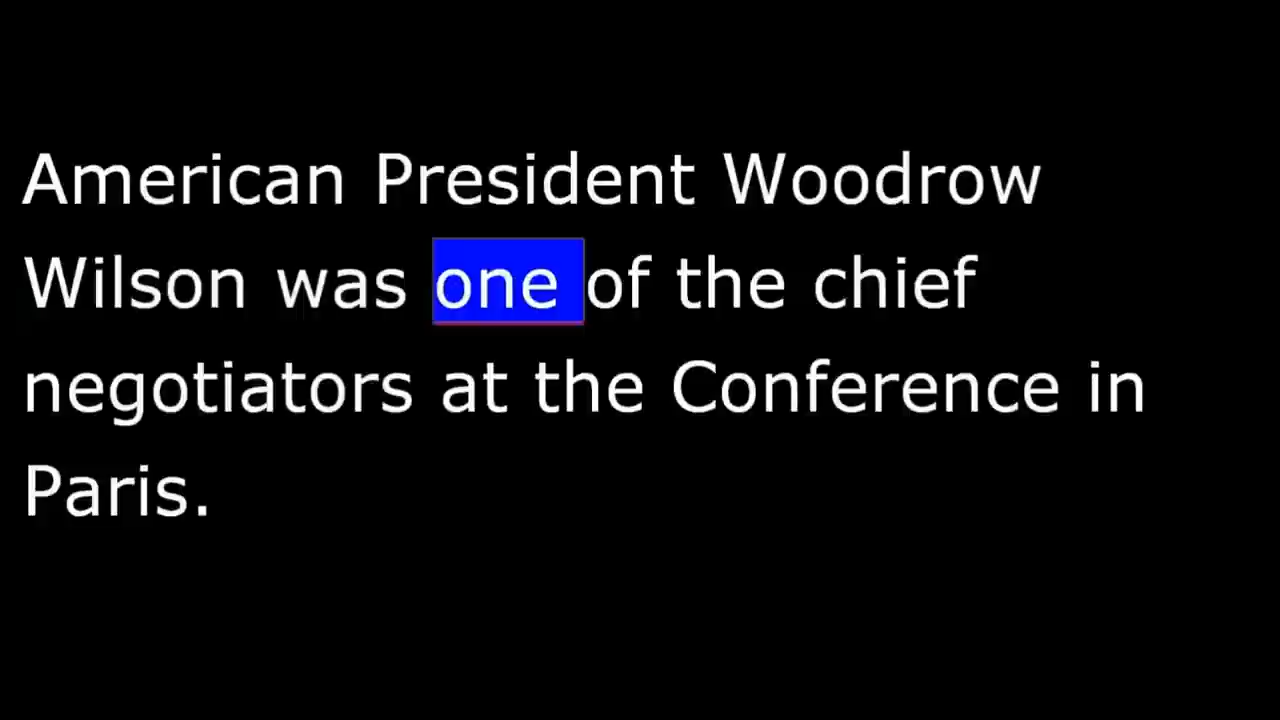 American President Woodrow
Wilson was one of the chief
negotiators at the Conference in
Paris.